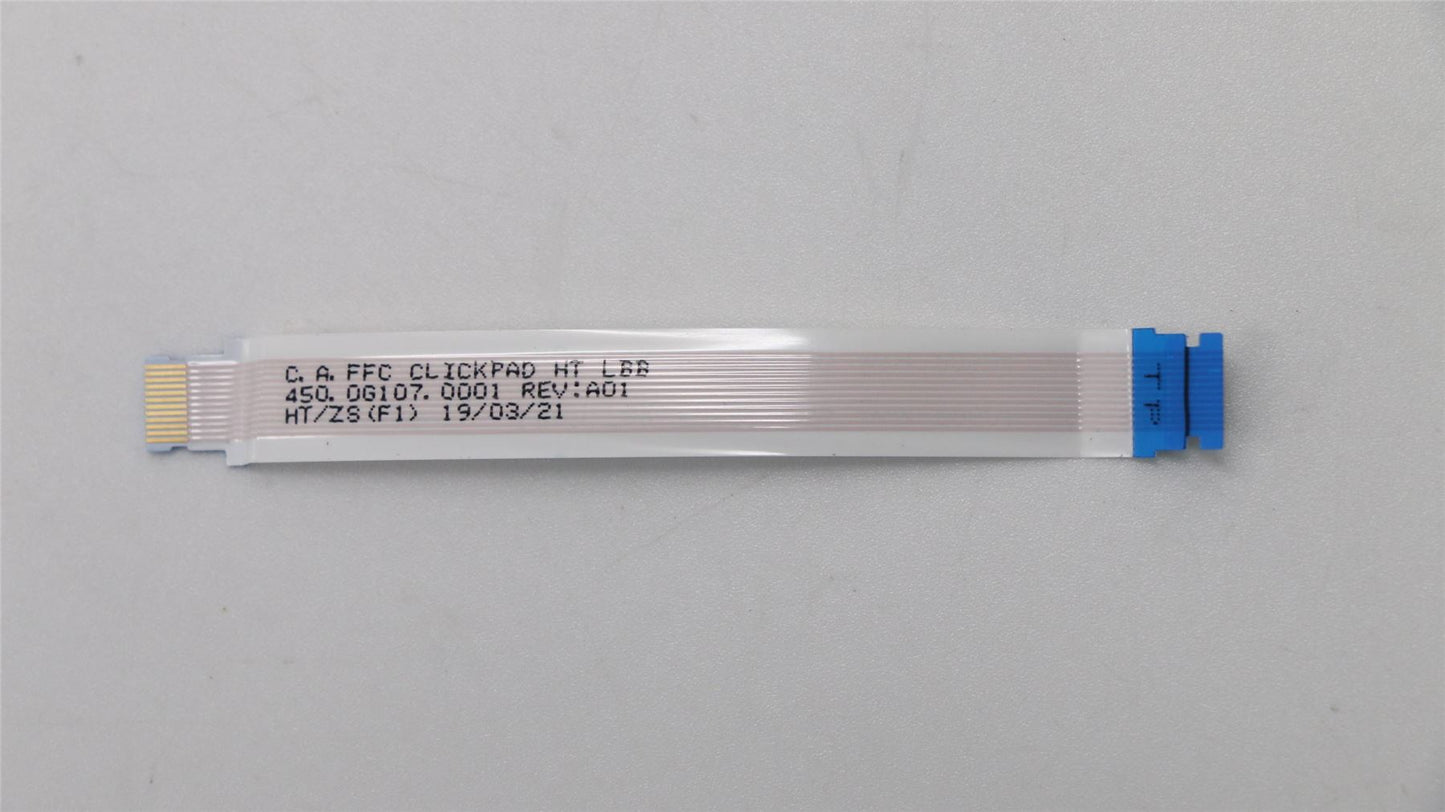 C.A.FFC CLICKPAD HT LBB
450.0G107.0001 REV:A01
HT/ZS(F1) 19/03/21
TP